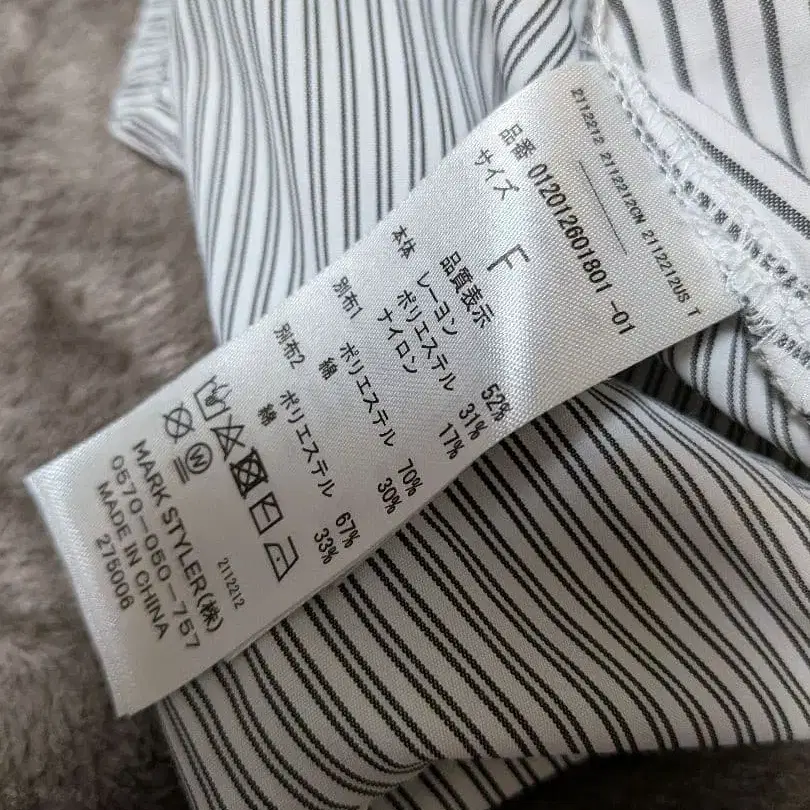 2112212 2112212CN 2112212US T
品番 012012601801 -01
サイズ F
品質表示
本体 レーヨン 52%
ポリエステル 31%
ナイロン 17%
別布1 ポリエステル 70%
綿 30%
別布2 ポリエステル 67%
綿 33%
W
2112212
MARK STYLER(株)
0570-050-757
MADE IN CHINA
275006